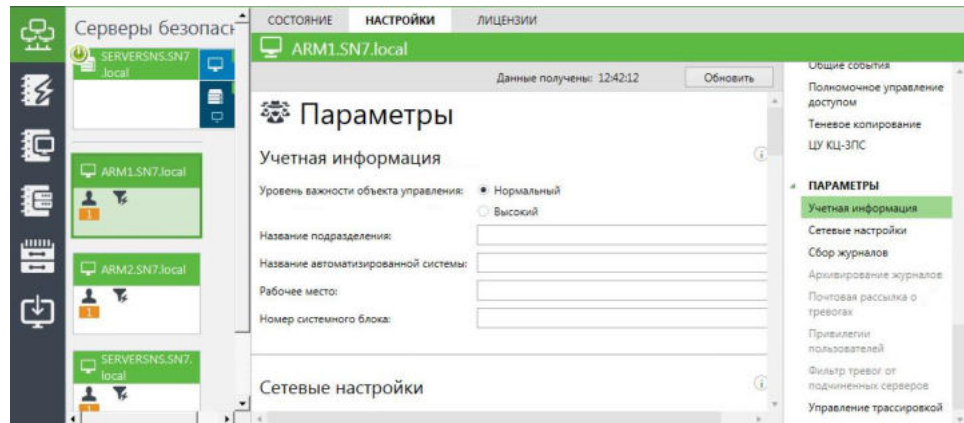 Серверы безопасн
SERVERSNS.SN7
.local
ARM1.SN7.local
1
ARM2.SN7.local
1
SERVERSNS.SN7.
local
1
СОСТОЯНИЕ НАСТРОЙКИ ЛИЦЕНЗИИ
ARM1.SN7.local
Данные получены: 12:42:12 Обновить
Параметры
Учетная информация
Уровень важности объекта управления: Нормальный
Высокий
Название подразделения:
Название автоматизированной системы:
Рабочее место:
Номер системного блока:
Сетевые настройки
Общие события
Полномочное управление
доступом
Теневое копирование
ЦУ КЦ-ЗПС
ПАРАМЕТРЫ
Учетная информация
Сетевые настройки
Сбор журналов
Архивирование журналов
Почтовая рассылка о
тревогах
Привилегии
пользователей
Фильтр тревог от
подчиненных серверов
Управление трассировкой